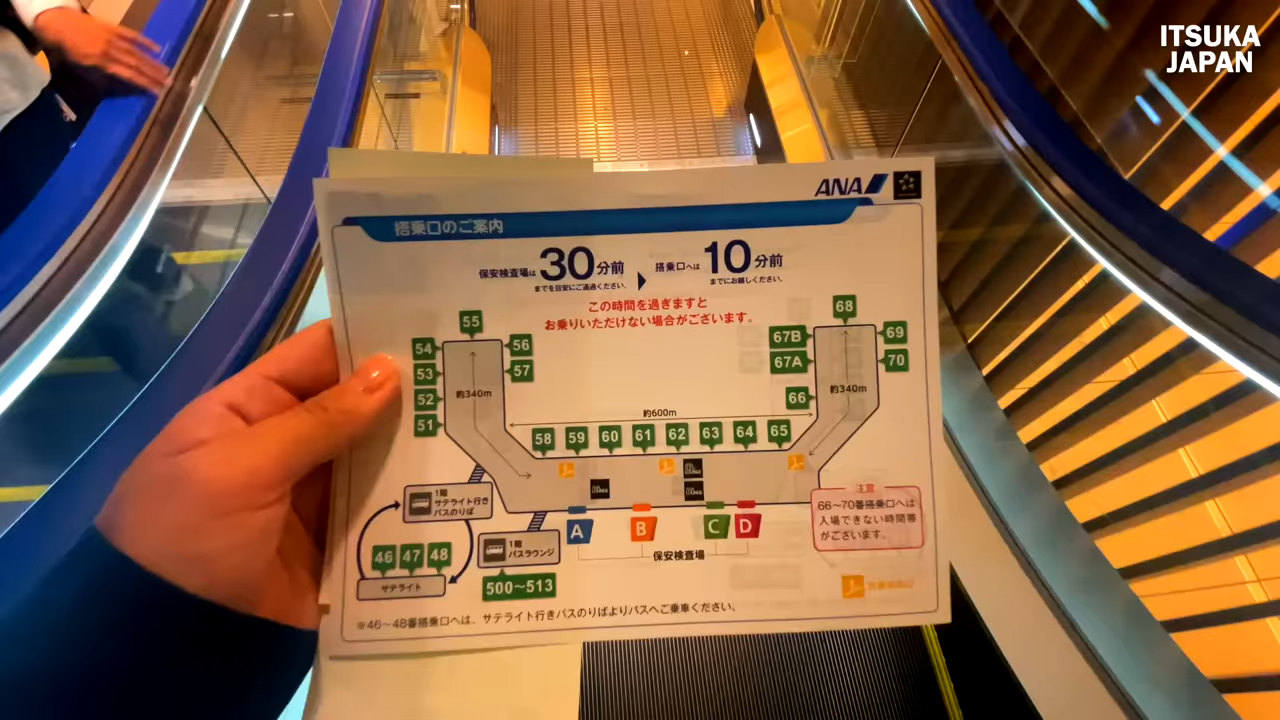 ITSUKA
JAPAN
ANA
搭乗口のご案内
保安検査場は 30分前
までを目安にご通過ください。
搭乗口へは 10分前
までにお越しください。
この時間を過ぎますと
お乗りいただけない場合がございます。
55
54
53
52
51
56
57
約340m
68
67B
67A
66
69
70
約340m
約600m
58 59 60 61 62 63 64 65
1階
サテライト行き
バスのりば
46 47 48
サテライト
1階
バスラウンジ
500～513
A B C D
保安検査場
注意
66～70番搭乗口へは
入場できない時間帯
がございます。
※46～48番搭乗口へは、サテライト行きバスのりばよりバスへご乗車ください。